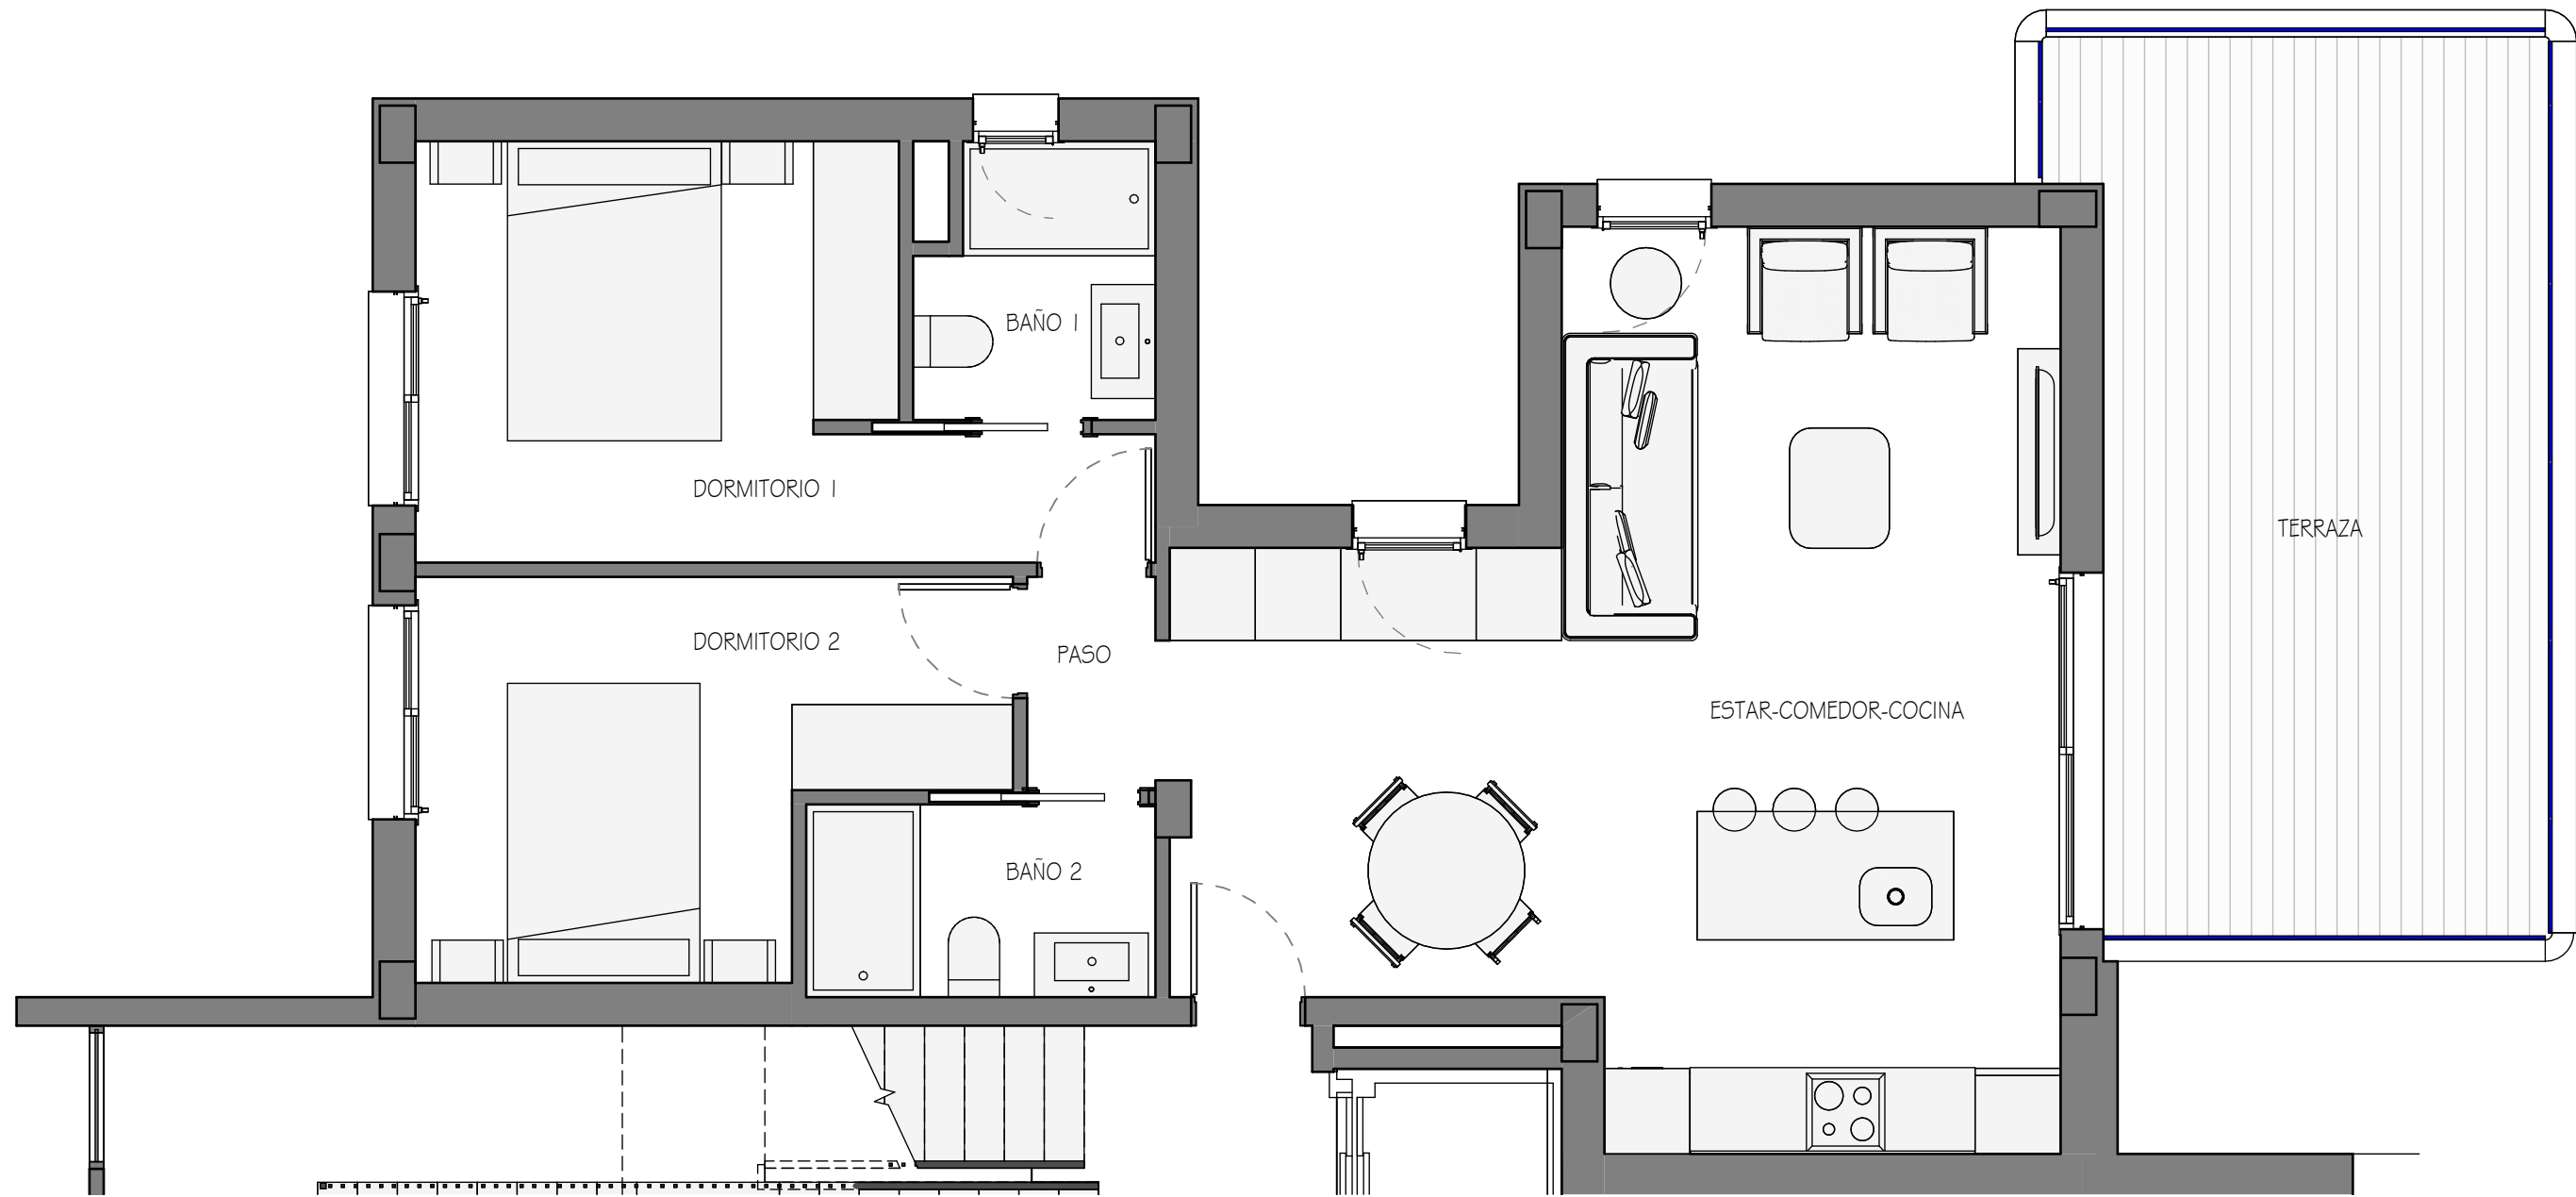 BAÑO 1
DORMITORIO 1
TERRAZA
DORMITORIO 2
PASO
ESTAR-COMEDOR-COCINA
BAÑO 2